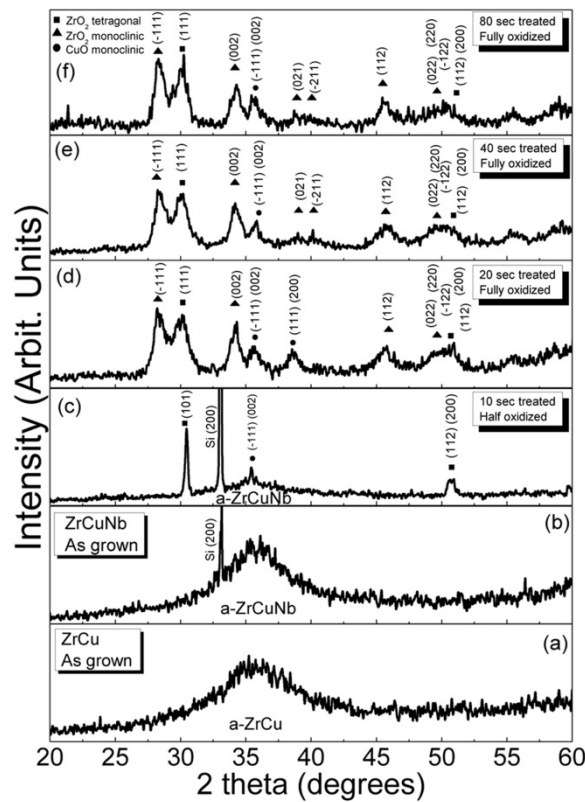 ■ ZrO₂ tetragonal
▲ ZrO₂ monoclinic
● CuO monoclinic
80 sec treated
Fully oxidized
(f)
(-111)
(111)
(002)
(-111) (002)
(021)
(-211)
(112)
(022) (220)
(-122)
(112) (200)
40 sec treated
Fully oxidized
(e)
(-111)
(111)
(002)
(-111) (002)
(021)
(-211)
(112)
(022) (220)
(-122)
(112) (200)
20 sec treated
Fully oxidized
(d)
(-111)
(111)
(002)
(-111) (002)
(111) (200)
(112)
(022) (220)
(-122)
(112) (200)
10 sec treated
Half oxidized
(c)
(101)
Si (200)
(-111) (002)
a-ZrCuNb
(112) (200)
ZrCuNb
As grown
(b)
Si (200)
a-ZrCuNb
ZrCu
As grown
(a)
a-ZrCu
20 25 30 35 40 45 50 55 60
2 theta (degrees)
Intensity (Arbit. Units)